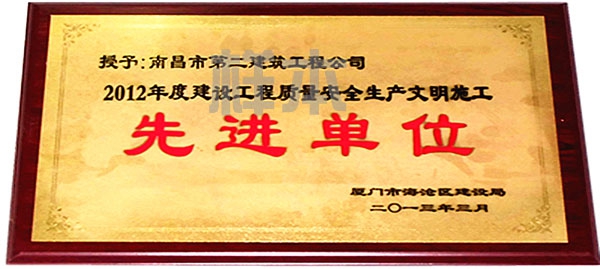 授予：南昌市第二建筑工程公司
样本
2012年度建设工程质量安全生产文明施工
先进单位
厦门市海沧区建设局
二〇一三年三月